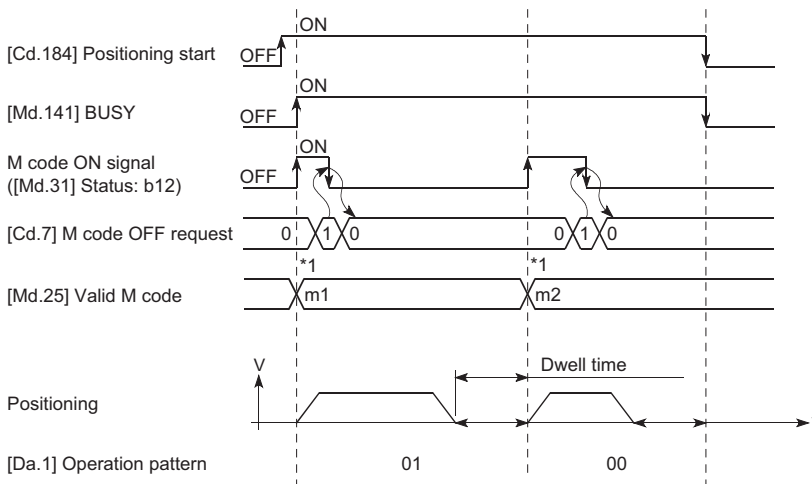 ON
[Cd.184] Positioning start OFF
ON
[Md.141] BUSY OFF
ON
M code ON signal
([Md.31] Status: b12) OFF
[Cd.7] M code OFF request 0 1 0 0 1 0
*1 *1
[Md.25] Valid M code m1 m2
V Dwell time
Positioning
[Da.1] Operation pattern 01 00